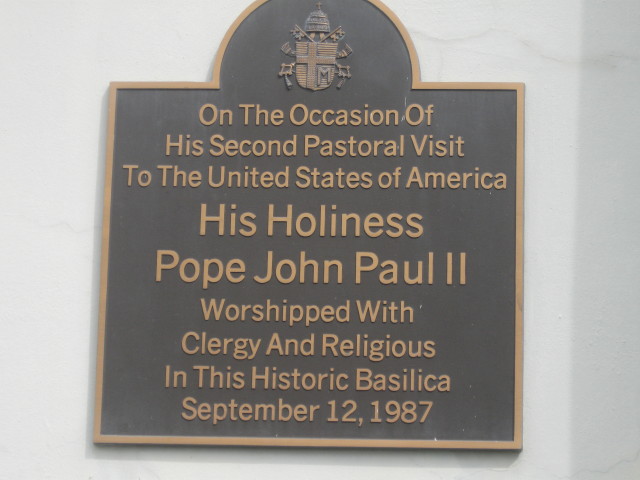 On The Occasion Of
His Second Pastoral Visit
To The United States of America
His Holiness
Pope John Paul II
Worshipped With
Clergy And Religious
In This Historic Basilica
September 12, 1987